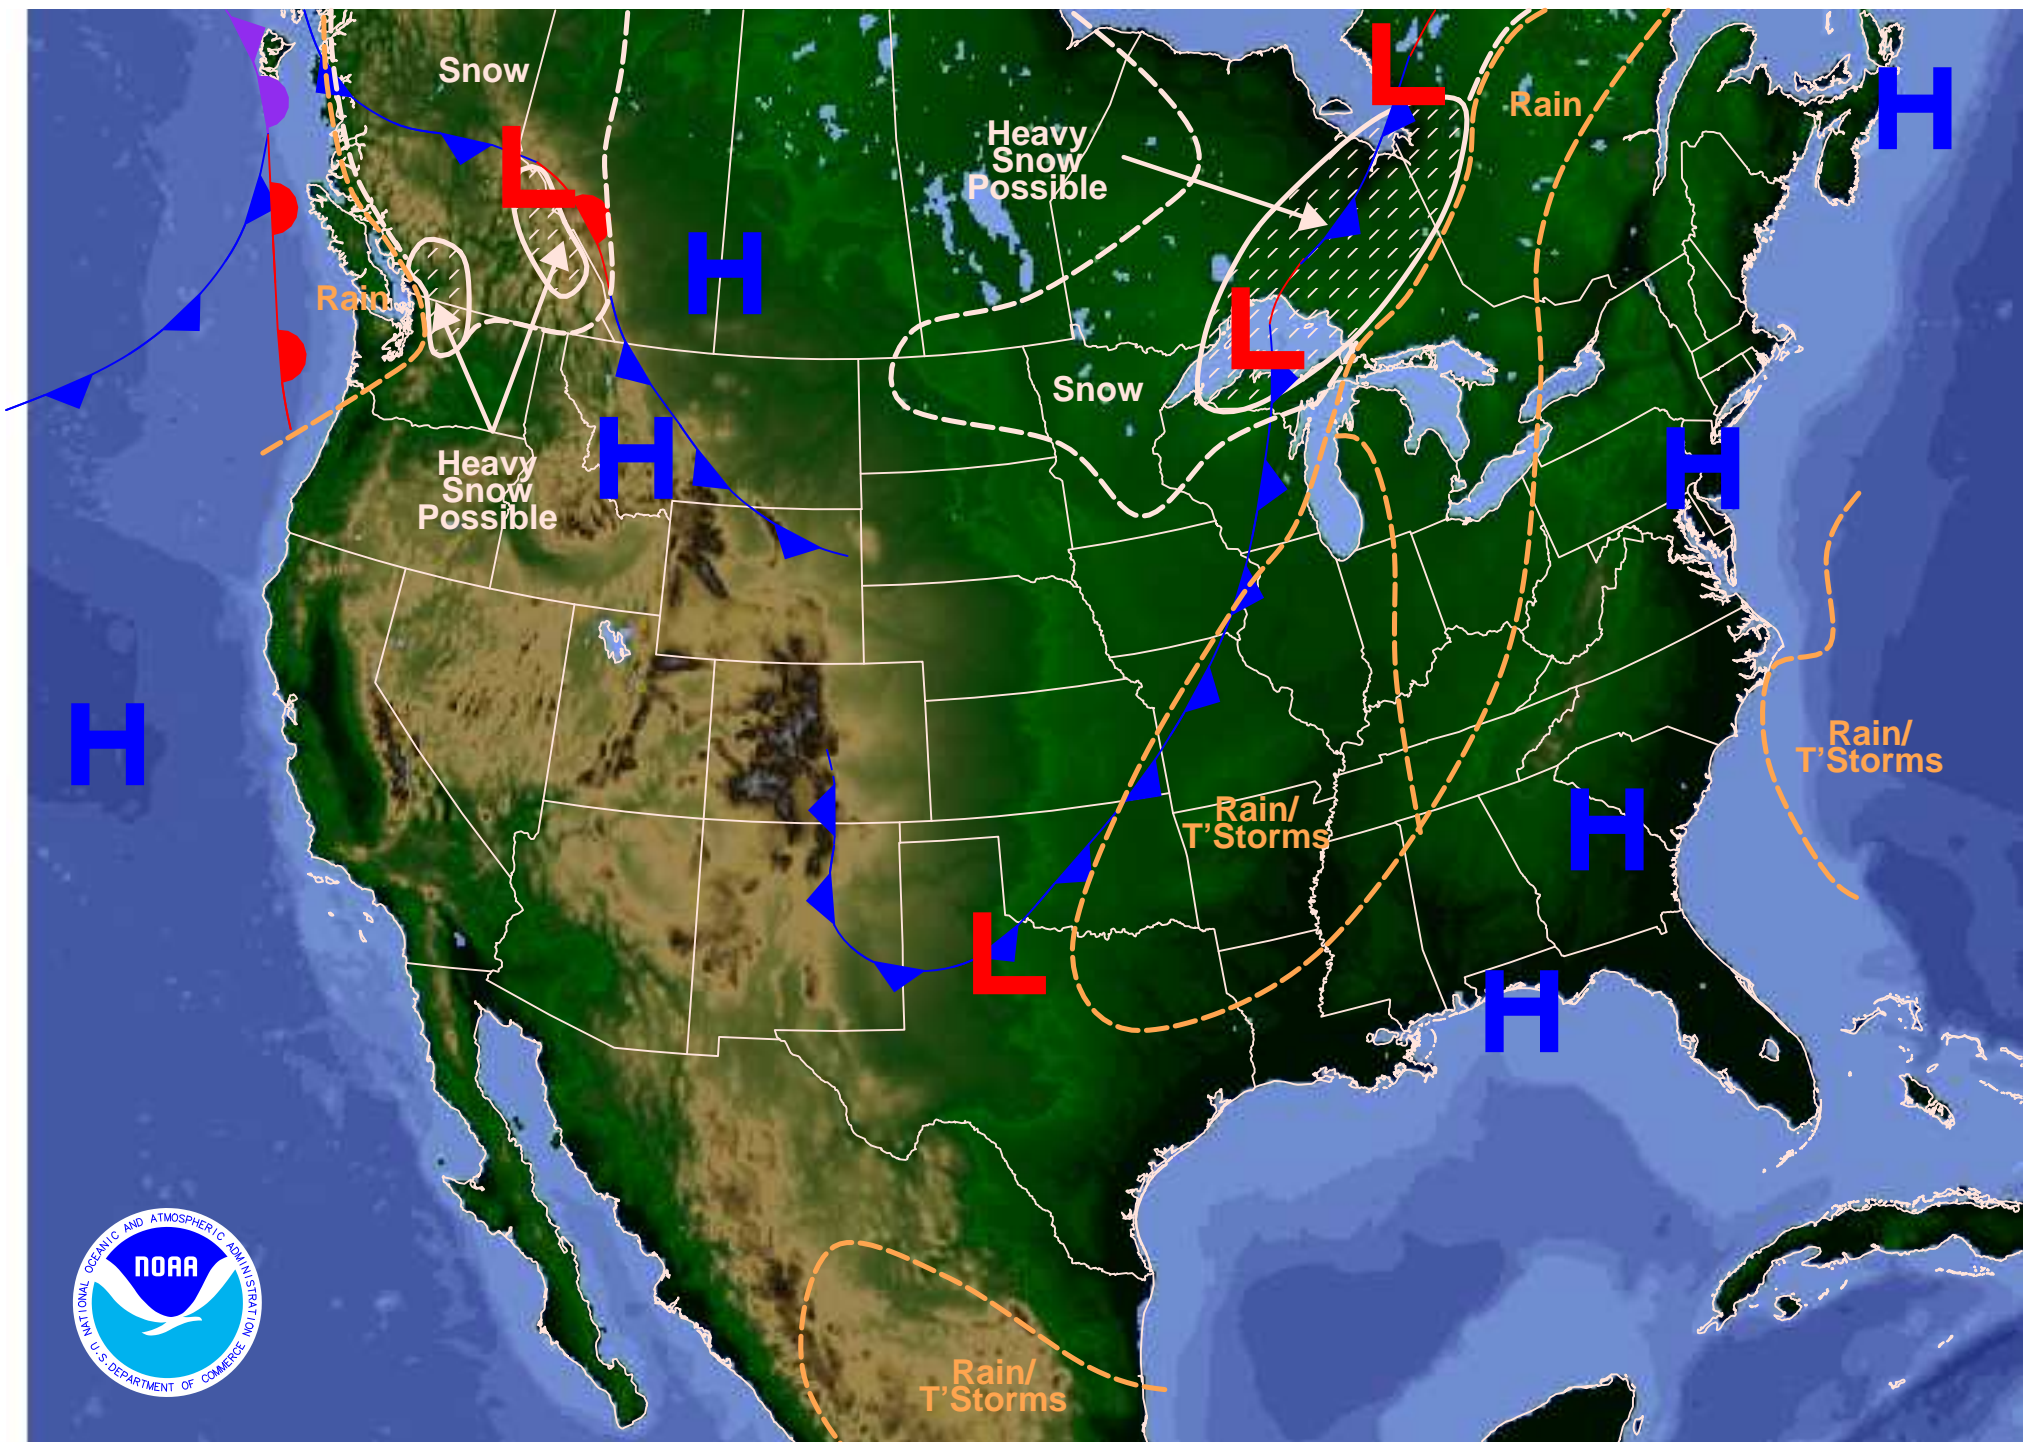 Snow
L
Heavy
Snow
Possible
L
Rain
H
L
H
Rain
L
Snow
H
Heavy
Snow
Possible
H
H
Rain/
T'Storms
Rain/
T'Storms
H
L
H
NATIONAL OCEANIC AND ATMOSPHERIC ADMINISTRATION
NOAA
U.S. DEPARTMENT OF COMMERCE
Rain/
T'Storms